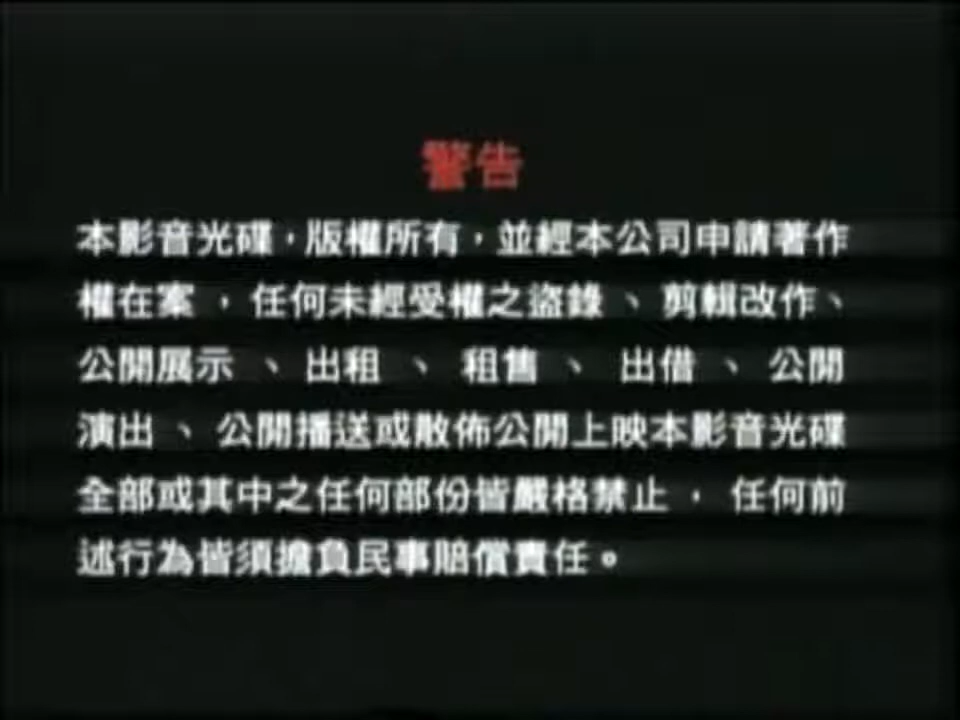 警告
本影音光碟，版權所有，並經本公司申請著作
權在案，任何未經受權之盜錄、剪輯改作、
公開展示、出租、租售、出借、公開
演出、公開播送或散佈公開上映本影音光碟
全部或其中之任何部份皆嚴格禁止，任何前
述行為皆須擔負民事賠償責任。